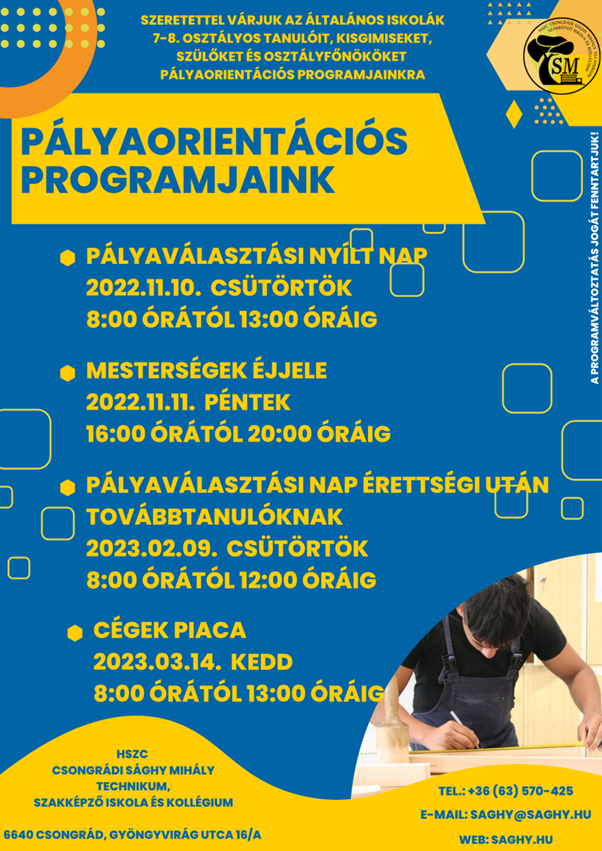 SZERETETTEL VÁRJUK AZ ÁLTALÁNOS ISKOLÁK
7-8. OSZTÁLYOS TANULÓIT, KISGIMISEKET,
SZÜLŐKET ÉS OSZTÁLYFŐNÖKÖKET
PÁLYAORIENTÁCIÓS PROGRAMJAINKRA
SM
PÁLYAORIENTÁCIÓS
PROGRAMJAINK
A PROGRAMVÁLTOZTATÁS JOGÁT FENNTARTJUK!
PÁLYAVÁLASZTÁSI NYÍLT NAP
2022.11.10. CSÜTÖRTÖK
8:00 ÓRÁTÓL 13:00 ÓRÁIG
MESTERSÉGEK ÉJJELE
2022.11.11. PÉNTEK
16:00 ÓRÁTÓL 20:00 ÓRÁIG
PÁLYAVÁLASZTÁSI NAP ÉRETTSÉGI UTÁN
TOVÁBBTANULÓKNAK
2023.02.09. CSÜTÖRTÖK
8:00 ÓRÁTÓL 12:00 ÓRÁIG
CÉGEK PIACA
2023.03.14. KEDD
8:00 ÓRÁTÓL 13:00 ÓRÁIG
HSZC
CSONGRÁDI SÁGHY MIHÁLY
TECHNIKUM,
SZAKKÉPZŐ ISKOLA ÉS KOLLÉGIUM
6640 CSONGRÁD, GYÖNGYVIRÁG UTCA 16/A
TEL.: +36 (63) 570-425
E-MAIL: SAGHY@SAGHY.HU
WEB: SAGHY.HU